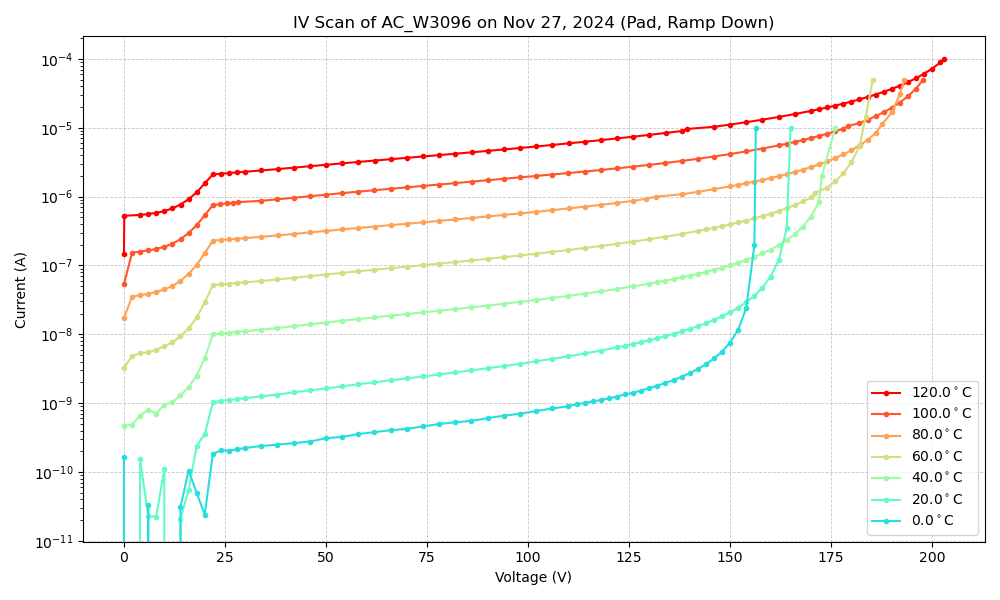 IV Scan of AC_W3096 on Nov 27, 2024 (Pad, Ramp Down)
Current (A)
10⁻⁴
10⁻⁵
10⁻⁶
10⁻⁷
10⁻⁸
10⁻⁹
10⁻¹⁰
10⁻¹¹
120.0°C
100.0°C
80.0°C
60.0°C
40.0°C
20.0°C
0.0°C
0 25 50 75 100 125 150 175 200
Voltage (V)